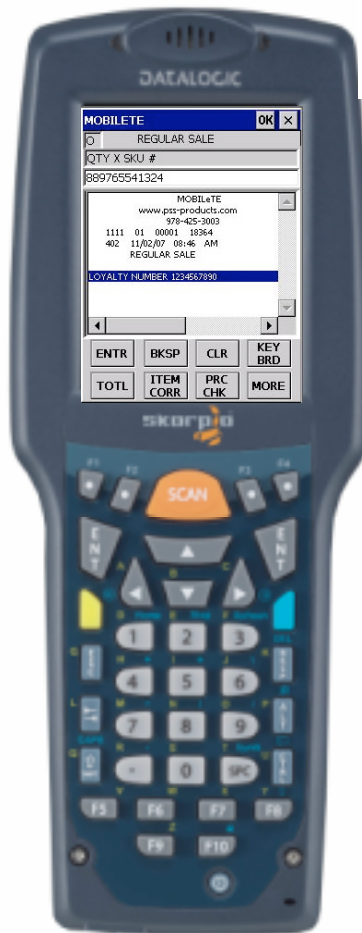 DATALOGIC
MOBILETE OK ×
O REGULAR SALE
QTY X SKU #
889765541324
MOBILeTE
www.pss-products.com
978-425-3003
1111 01 00001 18364
402 11/02/07 08:46 AM
REGULAR SALE
LOYALTY NUMBER 1234567890
ENTR BKSP CLR KEY BRD
TOTL ITEM CORR PRC CHK MORE
skorpio
F1 F2 F3 F4
SCAN
ENT ENT
A B C
D E F
1 2 3
G H I J K
4 5 6
L M N O P
7 8 9
R S T
. 0 SPC
V W X Y
F5 F6 F7 F8
Z
F9 F10